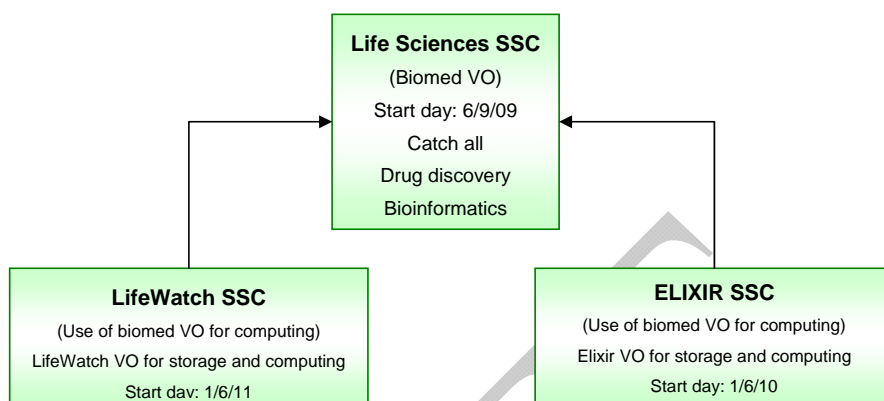 Life Sciences SSC
(Biomed VO)
Start day: 6/9/09
Catch all
Drug discovery
Bioinformatics
LifeWatch SSC
(Use of biomed VO for computing)
LifeWatch VO for storage and computing
Start day: 1/6/11
ELIXIR SSC
(Use of biomed VO for computing)
Elixir VO for storage and computing
Start day: 1/6/10